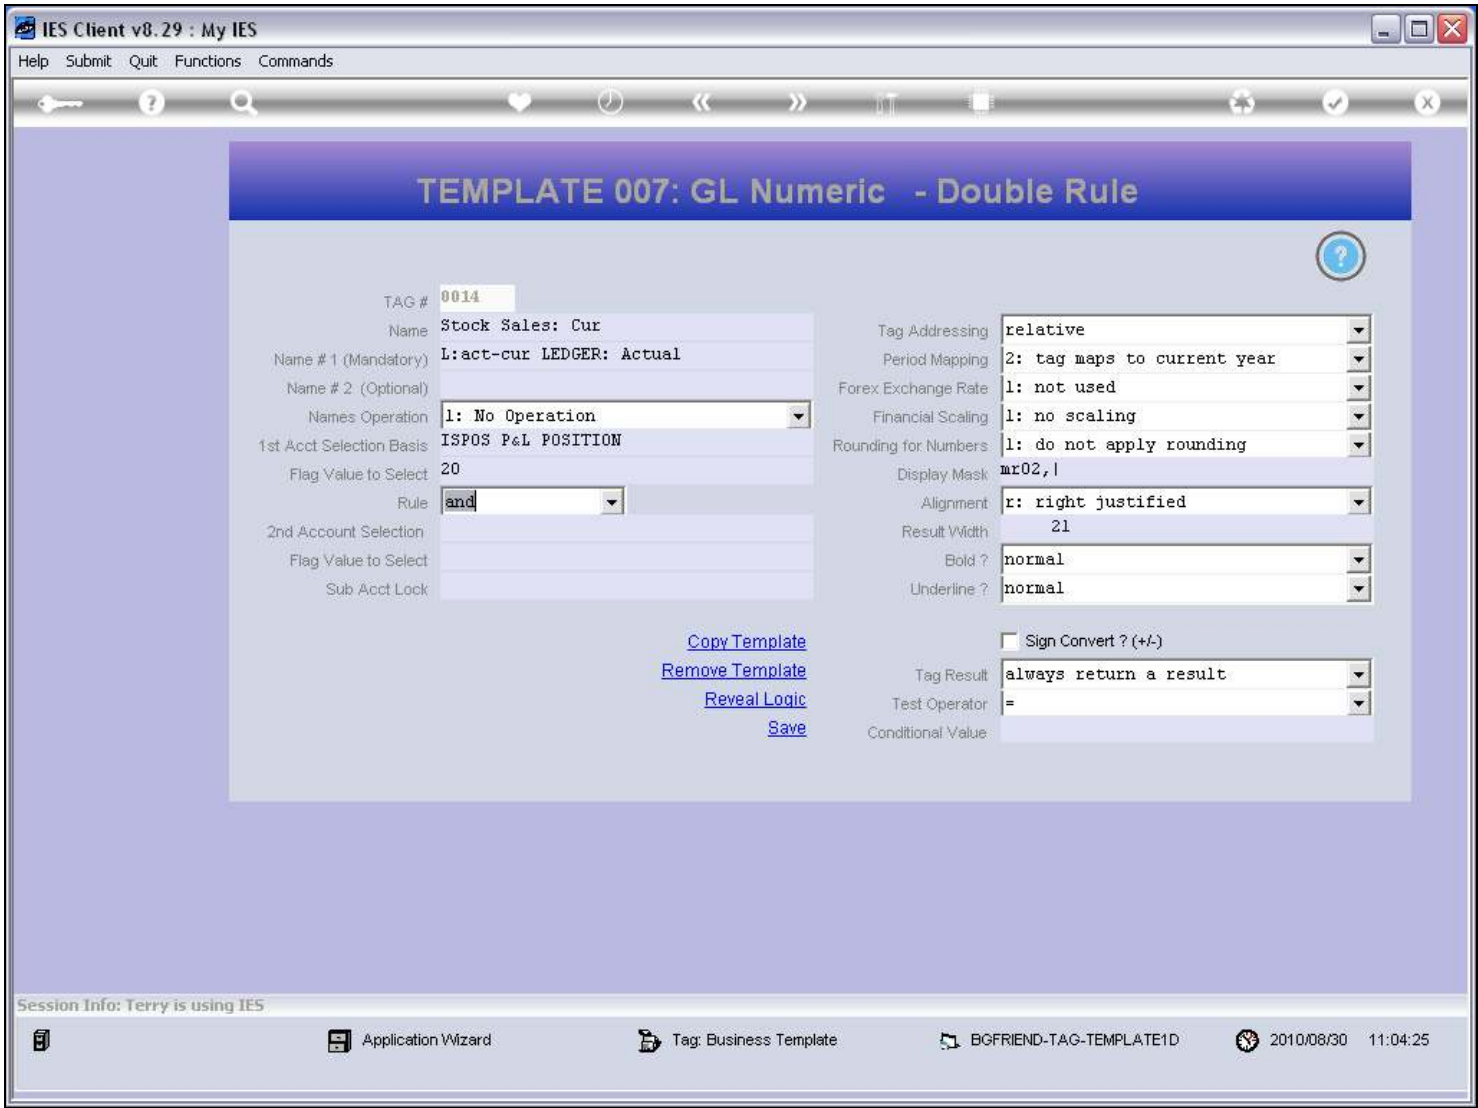 IES Client v8.29 : My IES
Help Submit Quit Functions Commands
TEMPLATE 007: GL Numeric - Double Rule
?
TAG # 0014
Name Stock Sales: Cur
Name # 1 (Mandatory) L:act-cur LEDGER: Actual
Name # 2 (Optional)
Names Operation 1: No Operation
1st Acct Selection Basis ISPOS P&L POSITION
Flag Value to Select 20
Rule and
2nd Account Selection
Flag Value to Select
Sub Acct Lock
Copy Template
Remove Template
Reveal Logic
Save
Tag Addressing relative
Period Mapping 2: tag maps to current year
Forex Exchange Rate 1: not used
Financial Scaling 1: no scaling
Rounding for Numbers 1: do not apply rounding
Display Mask mr02,|
Alignment r: right justified
Result Width 21
Bold ? normal
Underline ? normal
Sign Convert ? (+/-)
Tag Result always return a result
Test Operator =
Conditional Value
Session Info: Terry is using IES
Application Wizard Tag: Business Template BGFRIEND-TAG-TEMPLATE1D 2010/08/30 11:04:25